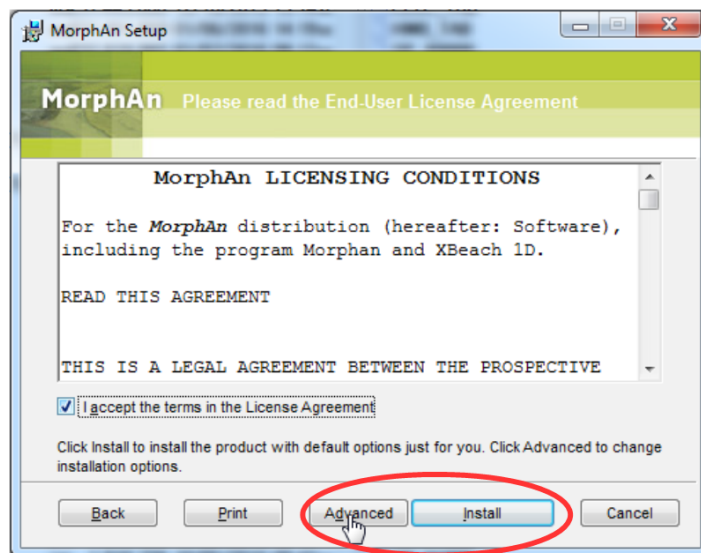 MorphAn Setup
MorphAn Please read the End-User License Agreement
MorphAn LICENSING CONDITIONS
For the MorphAn distribution (hereafter: Software),
including the program Morphan and XBeach 1D.
READ THIS AGREEMENT
THIS IS A LEGAL AGREEMENT BETWEEN THE PROSPECTIVE
I accept the terms in the License Agreement
Click Install to install the product with default options just for you. Click Advanced to change
installation options.
Back Print Advanced Install Cancel